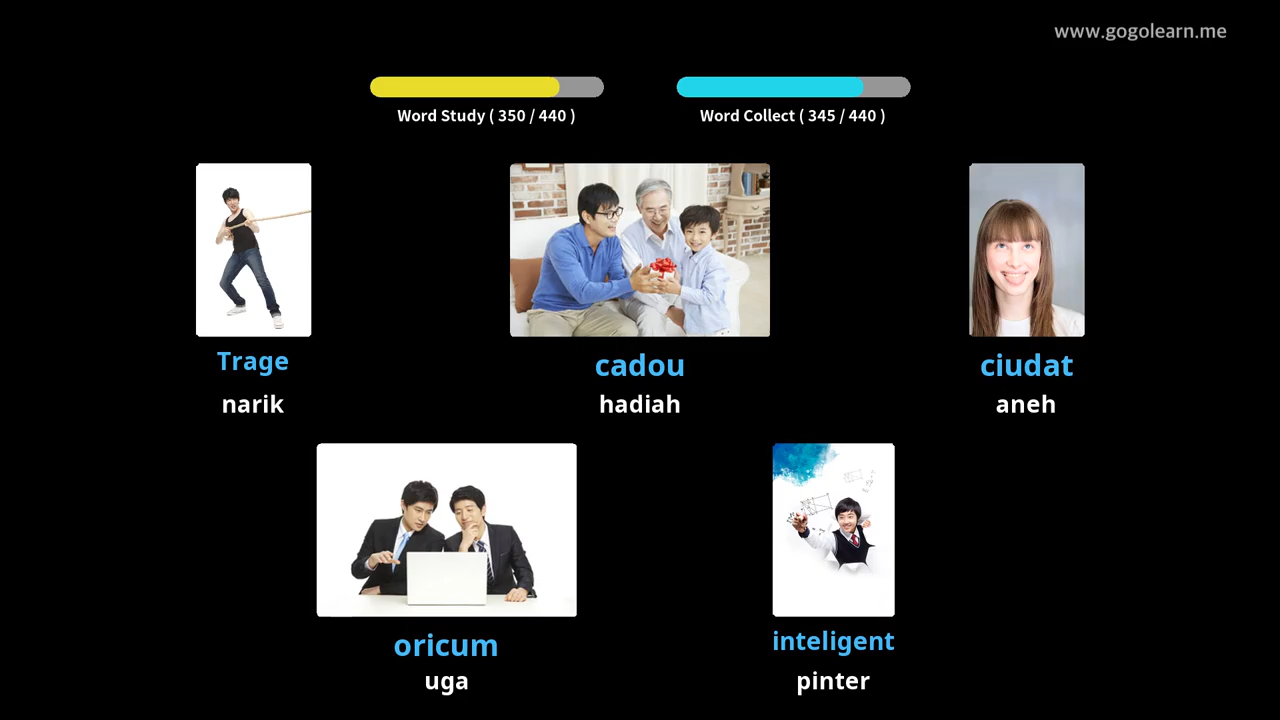 www.gogolearn.me
Word Study ( 350 / 440 )
Word Collect ( 345 / 440 )
Trage
narik
cadou
hadiah
ciudat
aneh
oricum
uga
inteligent
pinter